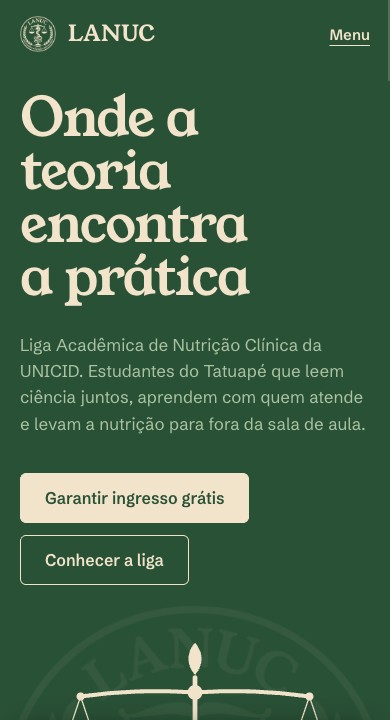 LANUC
LANUC
Menu
Onde a
teoria
encontra
a prática
Liga Acadêmica de Nutrição Clínica da
UNICID. Estudantes do Tatuapé que leem
ciência juntos, aprendem com quem atende
e levam a nutrição para fora da sala de aula.
Garantir ingresso grátis
Conhecer a liga
LANUC